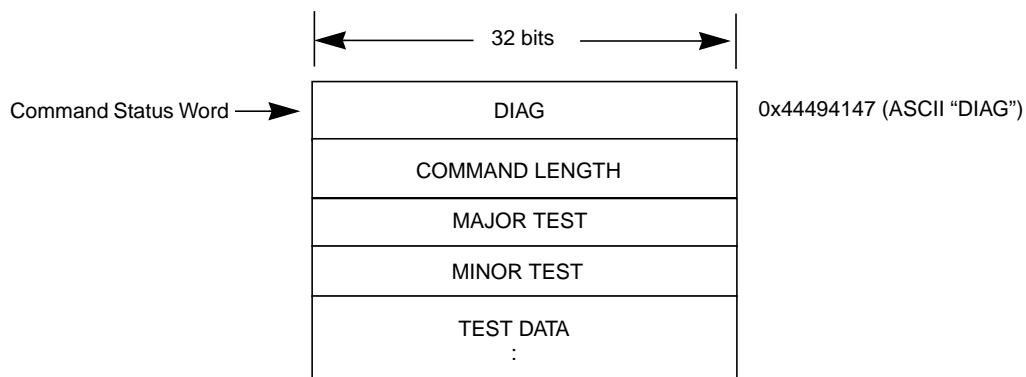 32 bits
Command Status Word
DIAG
0x44494147 (ASCII “DIAG”)
COMMAND LENGTH
MAJOR TEST
MINOR TEST
TEST DATA
: